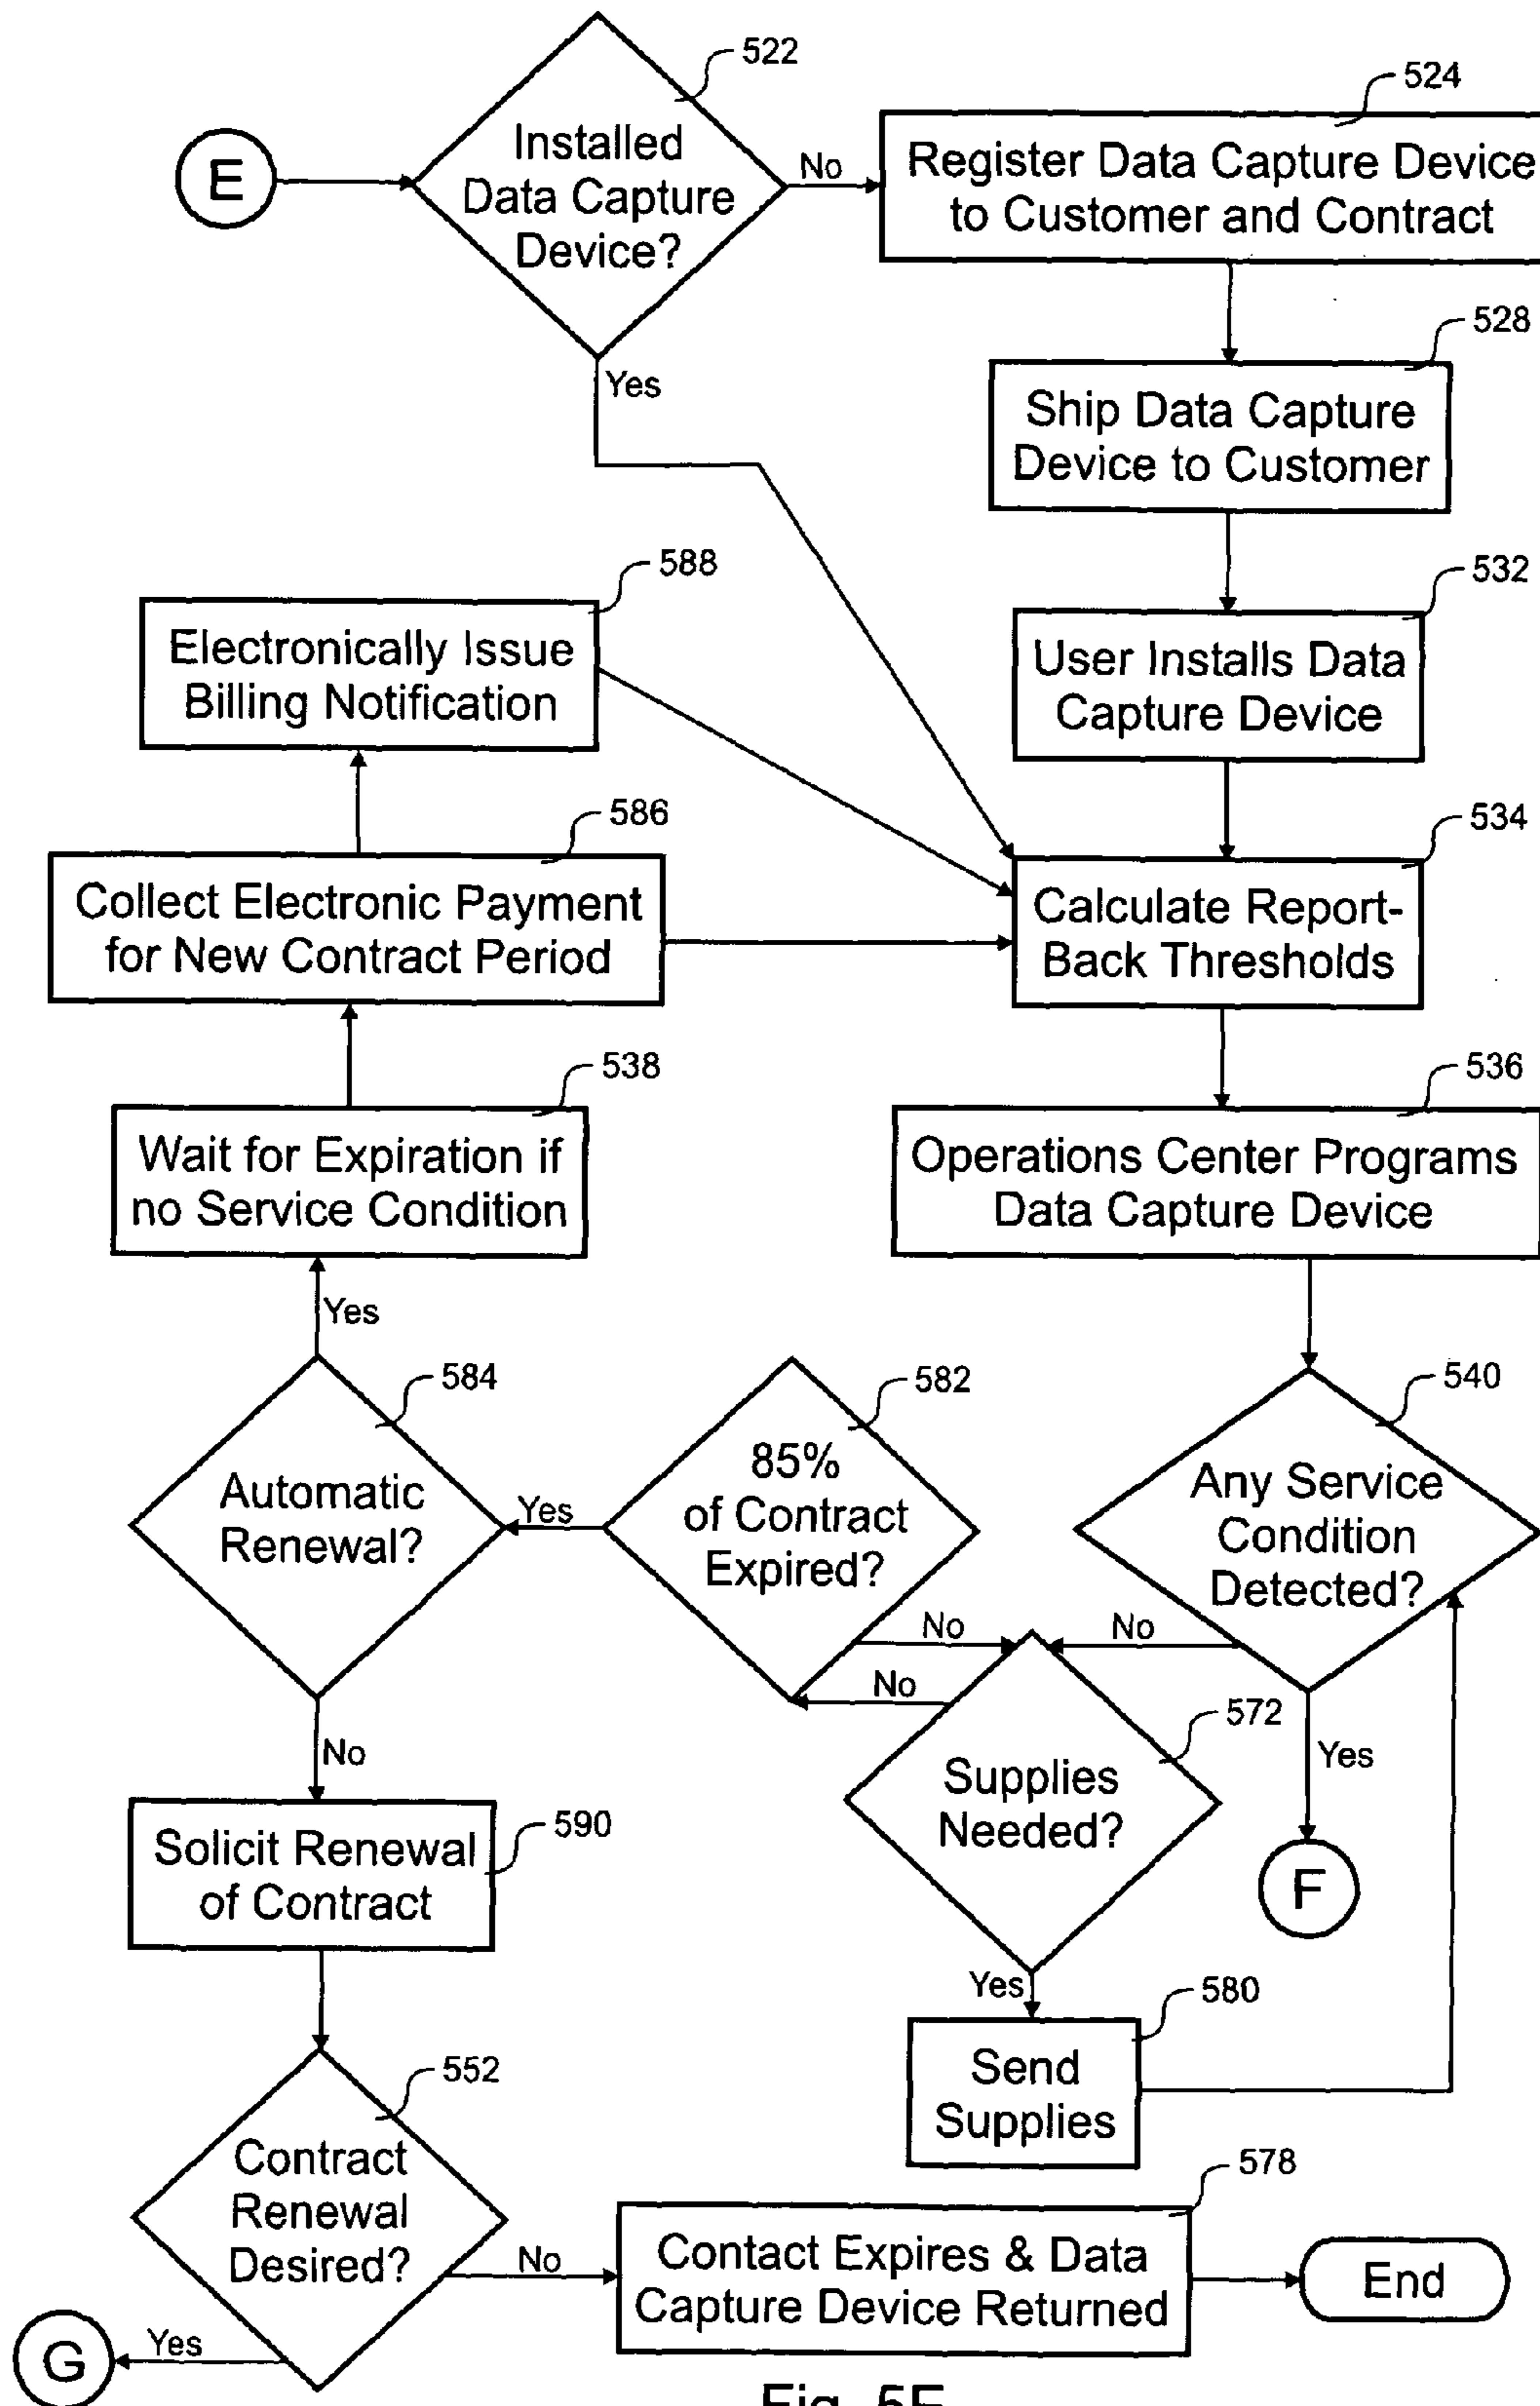 522
524
E
Installed
Data Capture
Device?
No
Register Data Capture Device
to Customer and Contract
Yes
528
Ship Data Capture
Device to Customer
588
Electronically Issue
Billing Notification
532
User Installs Data
Capture Device
586
Collect Electronic Payment
for New Contract Period
534
Calculate Report-
Back Thresholds
538
Wait for Expiration if
no Service Condition
536
Operations Center Programs
Data Capture Device
Yes
584
Automatic
Renewal?
Yes
582
85%
of Contract
Expired?
540
Any Service
Condition
Detected?
No
No
No
572
Supplies
Needed?
Yes
F
No
590
Solicit Renewal
of Contract
Yes
580
Send
Supplies
552
Contract
Renewal
Desired?
No
578
Contact Expires & Data
Capture Device Returned
End
Yes
G
Fig. 5E